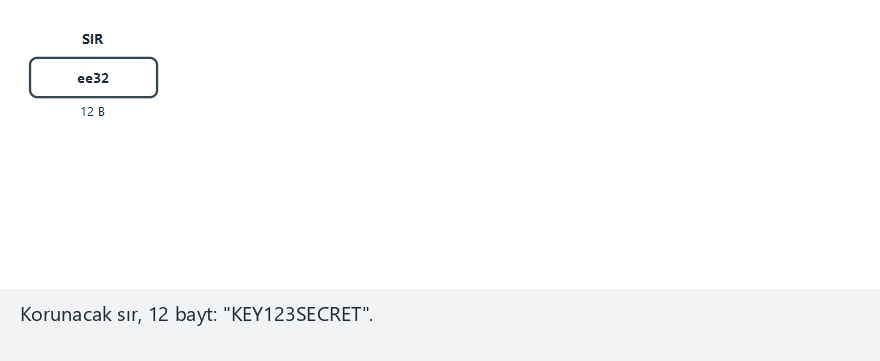 SIR
ee32
12 B
Korunacak sır, 12 bayt: "KEY123SECRET".